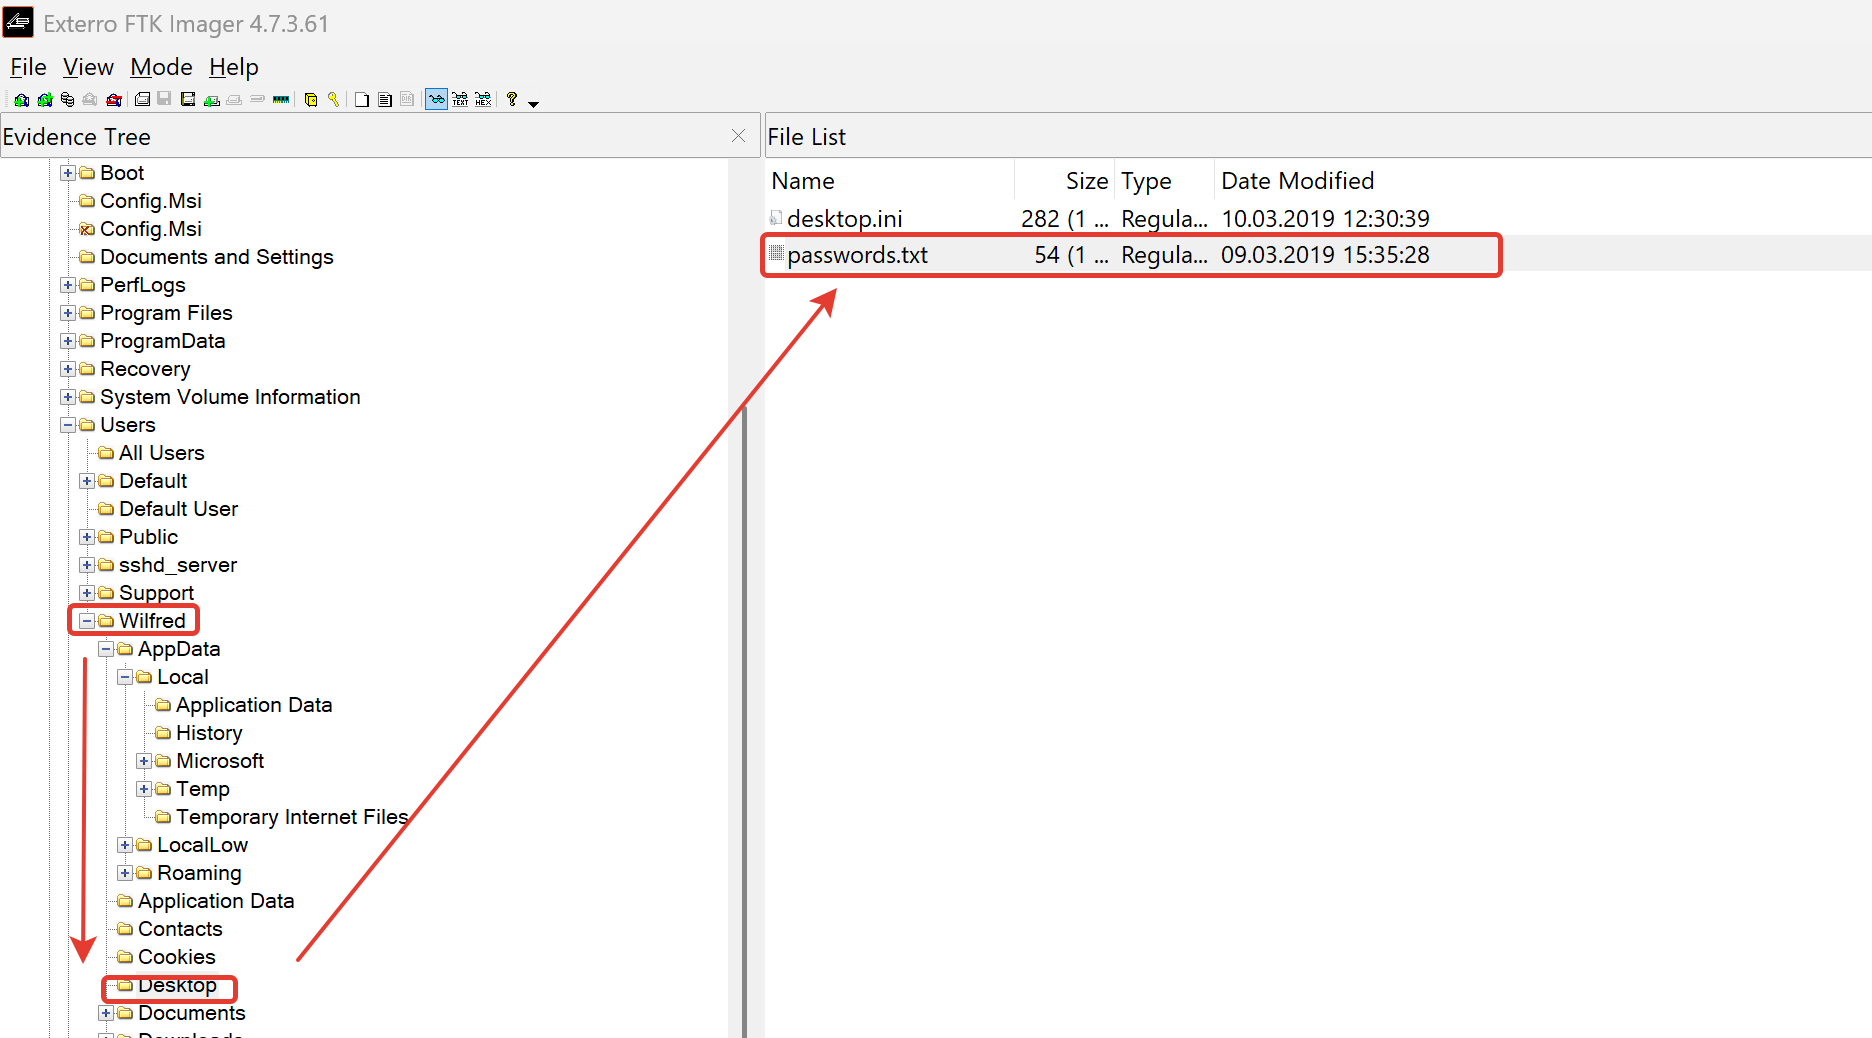 Exterro FTK Imager 4.7.3.61
File View Mode Help
Evidence Tree
Boot
Config.Msi
Config.Msi
Documents and Settings
PerfLogs
Program Files
ProgramData
Recovery
System Volume Information
Users
All Users
Default
Default User
Public
sshd_server
Support
Wilfred
AppData
Local
Application Data
History
Microsoft
Temp
Temporary Internet Files
LocalLow
Roaming
Application Data
Contacts
Cookies
Desktop
Documents
Downloads
File List
Name Size Type Date Modified
desktop.ini 282 (1 ... Regula... 10.03.2019 12:30:39
passwords.txt 54 (1 ... Regula... 09.03.2019 15:35:28